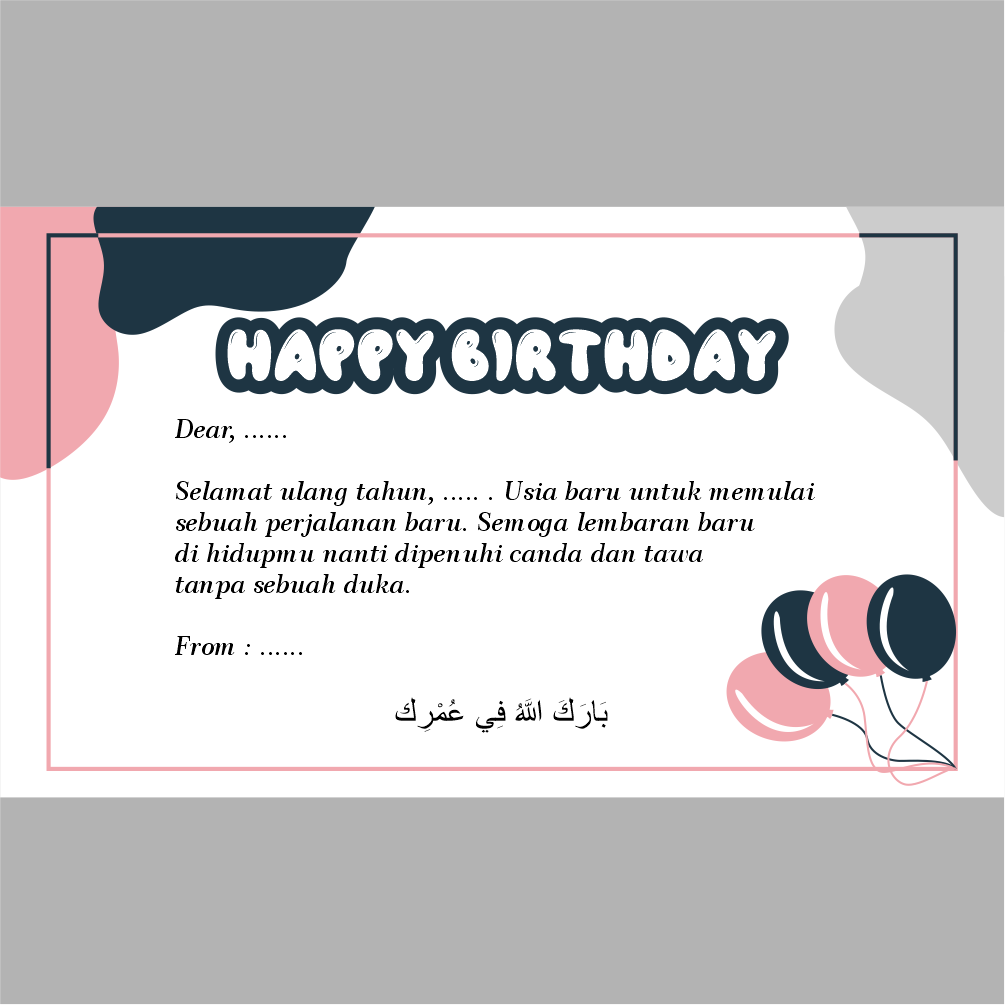 HAPPY BIRTHDAY
Dear, ......
Selamat ulang tahun, ..... . Usia baru untuk memulai
sebuah perjalanan baru. Semoga lembaran baru
di hidupmu nanti dipenuhi canda dan tawa
tanpa sebuah duka.
From : ......
بَارَكَ اللَّهُ فِي عُمْرِك